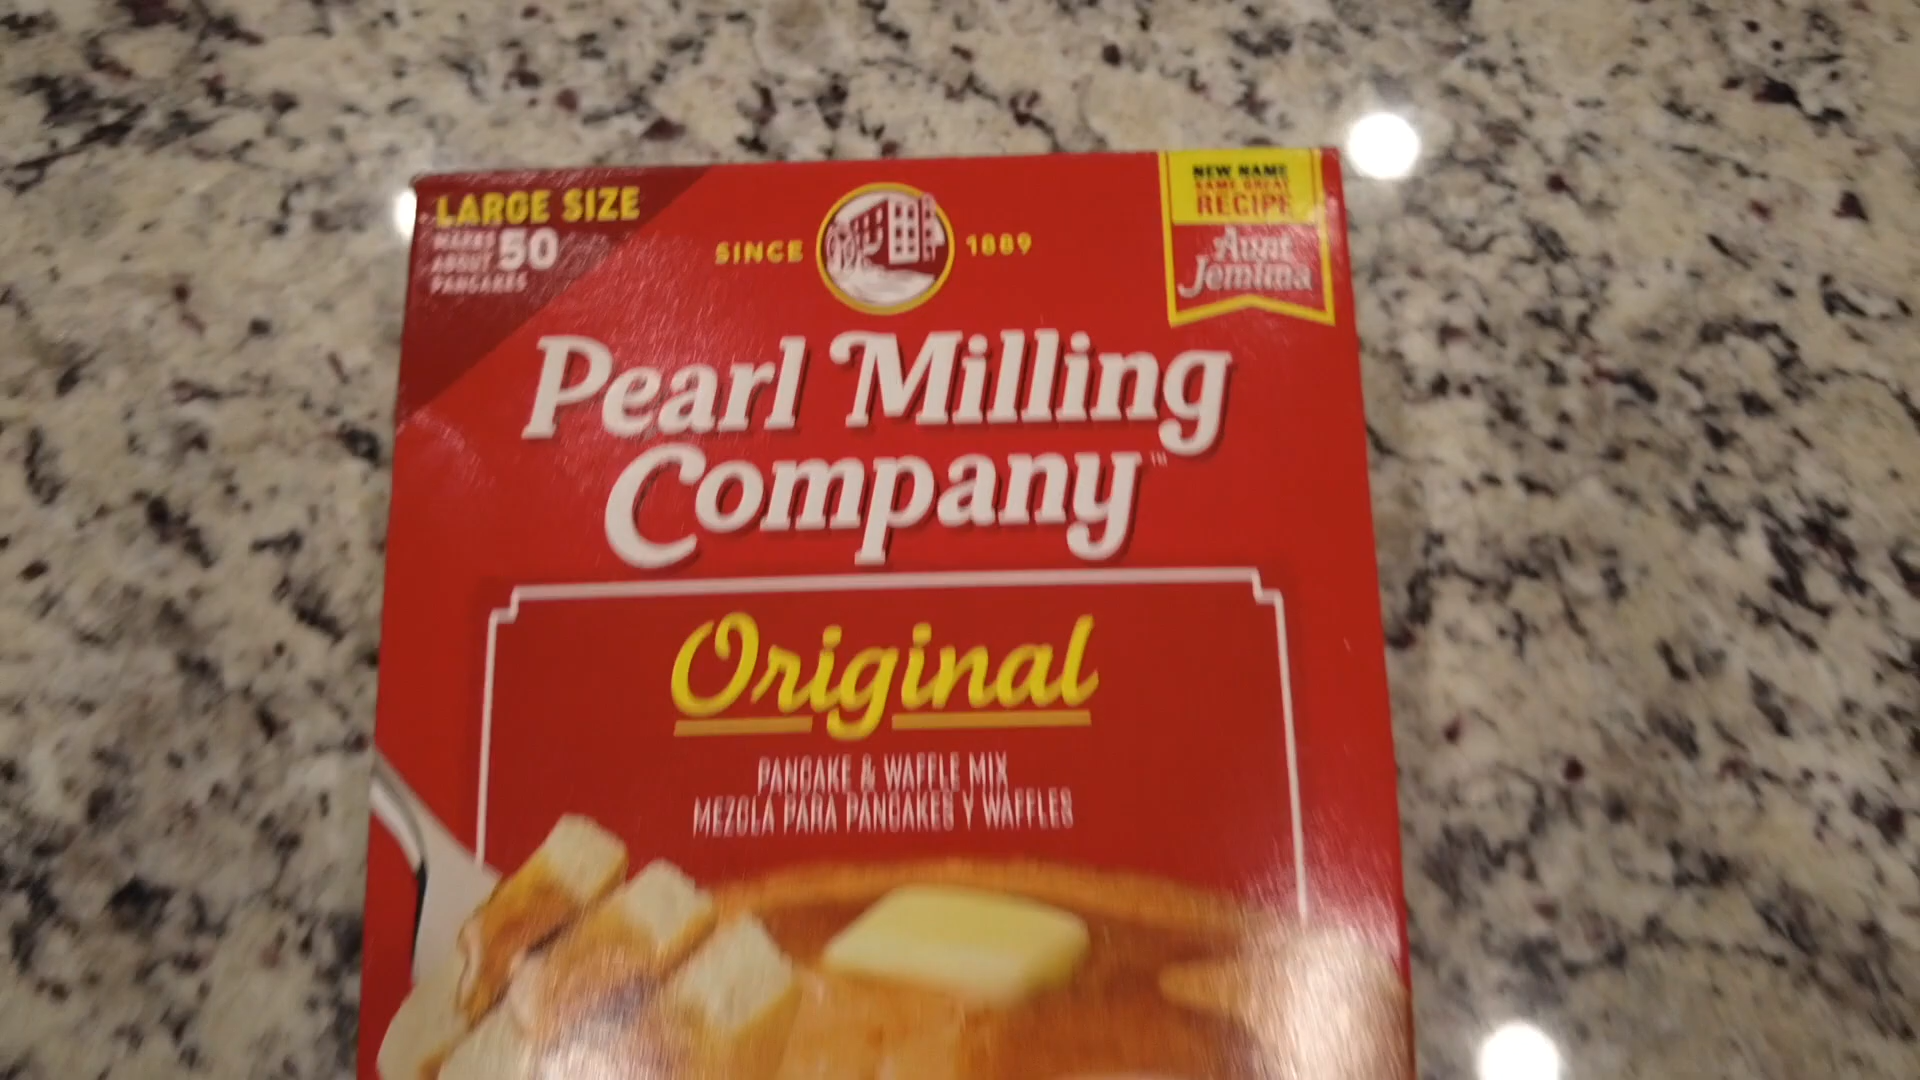 LARGE SIZE
MAKES
ABOUT 50
PANCAKES
SINCE 1889
NEW NAME
SAME GREAT
RECIPE
Aunt
Jemima
Pearl Milling
Company™
Original
PANCAKE & WAFFLE MIX
MEZCLA PARA PANCAKES Y WAFFLES